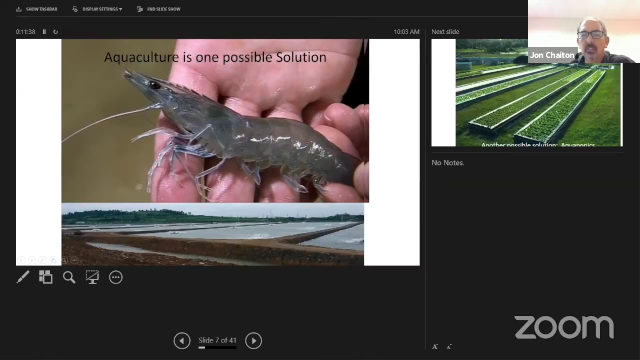 SHOW TASKBAR
DISPLAY SETTINGS
END SLIDE SHOW
0:11:38
10:03 AM
Next slide
Jon Chaiton
Aquaculture is one possible Solution
Another possible solution: Aquaponics
No Notes.
Slide 7 of 41
zoom